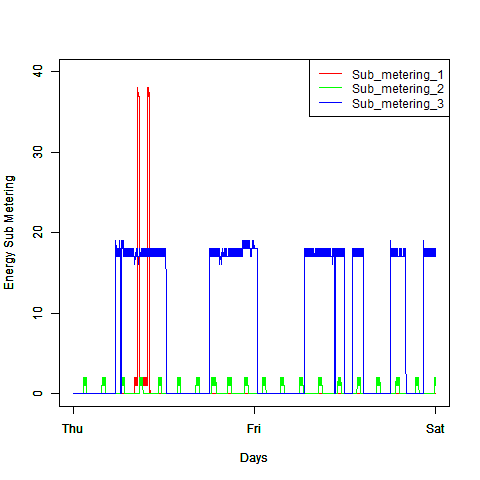 Sub_metering_1
Sub_metering_2
Sub_metering_3
40
30
20
10
0
Energy Sub Metering
Thu Fri Sat
Days